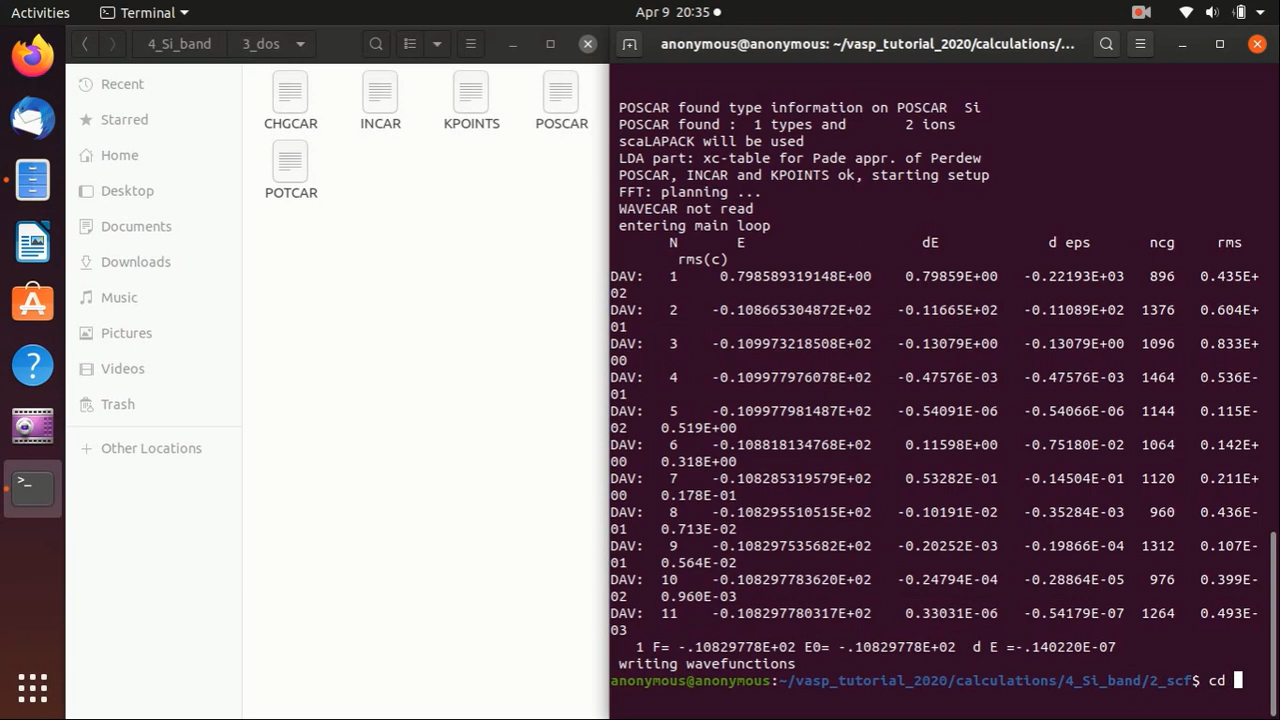 Activities
Terminal
Apr 9 20:35
4_Si_band
3_dos
anonymous@anonymous: ~/vasp_tutorial_2020/calculations/...
Recent
Starred
Home
Desktop
Documents
Downloads
Music
Pictures
Videos
Trash
+ Other Locations
CHGCAR
INCAR
KPOINTS
POSCAR
POTCAR
POSCAR found type information on POSCAR  Si
POSCAR found :  1 types and       2 ions
scaLAPACK will be used
LDA part: xc-table for Pade appr. of Perdew
POSCAR, INCAR and KPOINTS ok, starting setup
FFT: planning ...
WAVECAR not read
entering main loop
N       E                     dE             d eps       ncg     rms
rms(c)
DAV:   1     0.798589319148E+00    0.79859E+00   -0.22193E+03   896   0.435E+
02
DAV:   2    -0.108665304872E+02   -0.11665E+02   -0.11089E+02  1376   0.604E+
01
DAV:   3    -0.109973218508E+02   -0.13079E+00   -0.13079E+00  1096   0.833E+
00
DAV:   4    -0.109977976078E+02   -0.47576E-03   -0.47576E-03  1464   0.536E-
01
DAV:   5    -0.109977981487E+02   -0.54091E-06   -0.54066E-06  1144   0.115E-
02    0.519E+00
DAV:   6    -0.108818134768E+02    0.11598E+00   -0.75180E-02  1064   0.142E+
00    0.318E+00
DAV:   7    -0.108285319579E+02    0.53282E-01   -0.14504E-01  1120   0.211E+
00    0.178E-01
DAV:   8    -0.108295510515E+02   -0.10191E-02   -0.35284E-03   960   0.436E-
01    0.713E-02
DAV:   9    -0.108297535682E+02   -0.20252E-03   -0.19866E-04  1312   0.107E-
01    0.564E-02
DAV:  10    -0.108297783620E+02   -0.24794E-04   -0.28864E-05   976   0.399E-
02    0.960E-03
DAV:  11    -0.108297780317E+02    0.33031E-06   -0.54179E-07  1264   0.493E-
03
1 F= -.10829778E+02 E0= -.10829778E+02  d E =-.140220E-07
writing wavefunctions
anonymous@anonymous:~/vasp_tutorial_2020/calculations/4_Si_band/2_scf$ cd